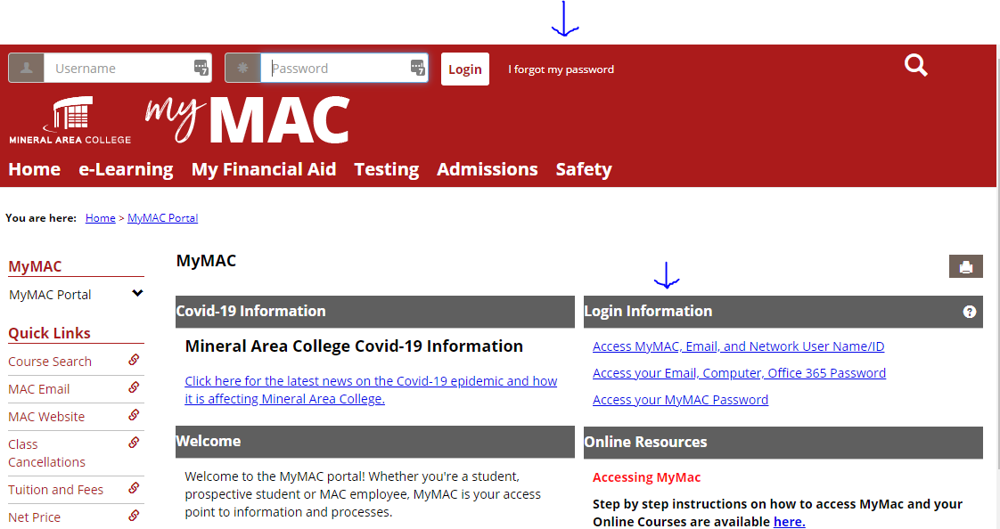 Username
Password
Login
I forgot my password
MINERAL AREA COLLEGE
my MAC
Home e-Learning My Financial Aid Testing Admissions Safety
You are here: Home > MyMAC Portal
MyMAC
MyMAC Portal
Quick Links
Course Search
MAC Email
MAC Website
Class
Cancellations
Tuition and Fees
Net Price
MyMAC
Covid-19 Information
Mineral Area College Covid-19 Information
Click here for the latest news on the Covid-19 epidemic and how
it is affecting Mineral Area College.
Welcome
Welcome to the MyMAC portal! Whether you're a student,
prospective student or MAC employee, MyMAC is your access
point to information and processes.
Login Information
?
Access MyMAC, Email, and Network User Name/ID
Access your Email, Computer, Office 365 Password
Access your MyMAC Password
Online Resources
Accessing MyMac
Step by step instructions on how to access MyMac and your
Online Courses are available here.